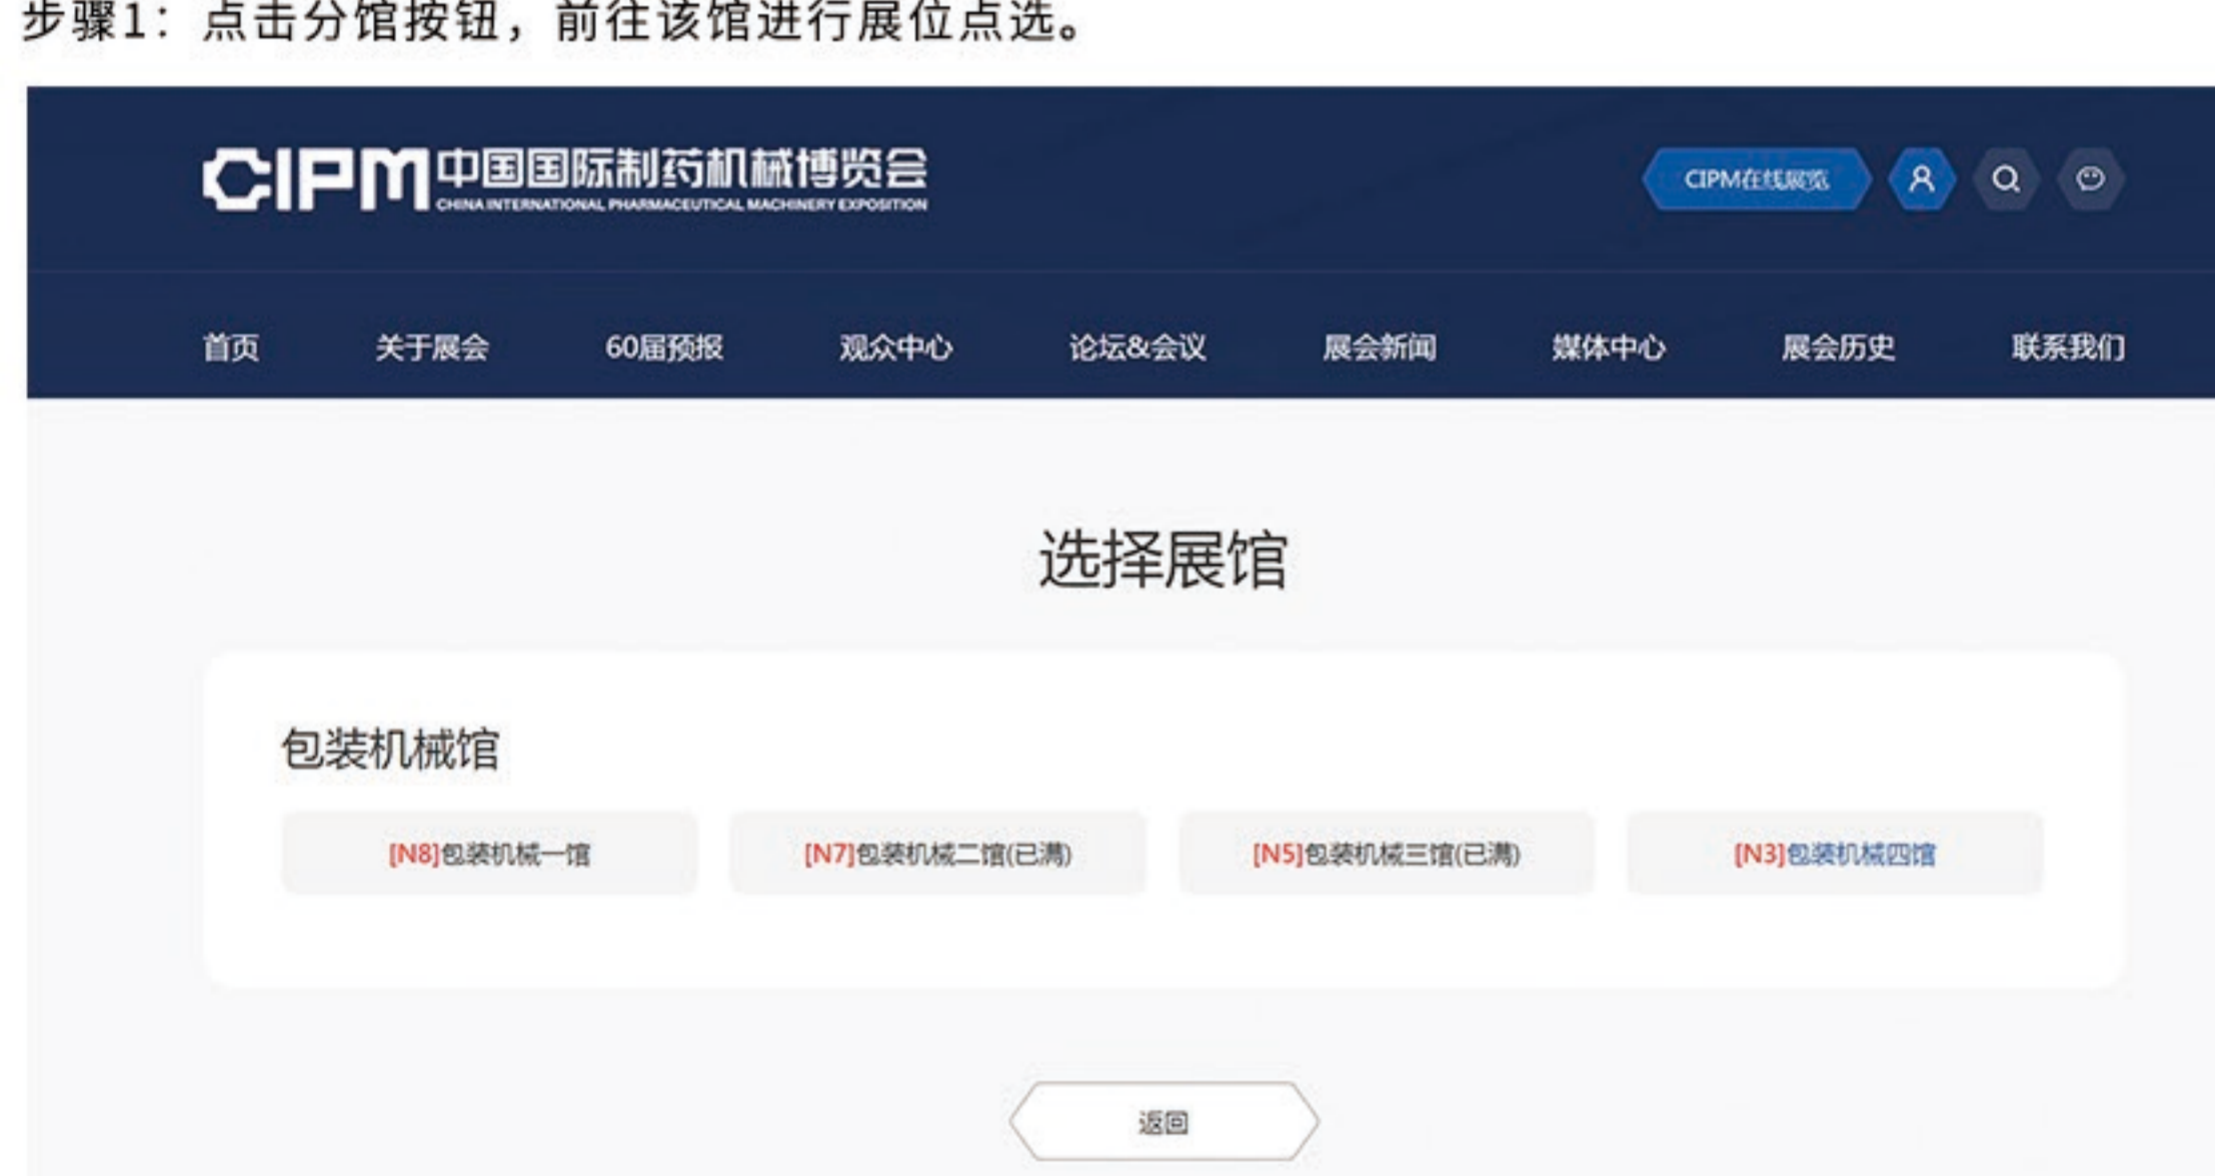 步骤1：点击分馆按钮，前往该馆进行展位点选。
CIPM 中国国际制药机械博览会
CHINA INTERNATIONAL PHARMACEUTICAL MACHINERY EXPOSITION
CIPM在线展览
首页 关于展会 60届预报 观众中心 论坛&会议 展会新闻 媒体中心 展会历史 联系我们
选择展馆
包装机械馆
[N8]包装机械一馆 [N7]包装机械二馆(已满) [N5]包装机械三馆(已满) [N3]包装机械四馆
返回